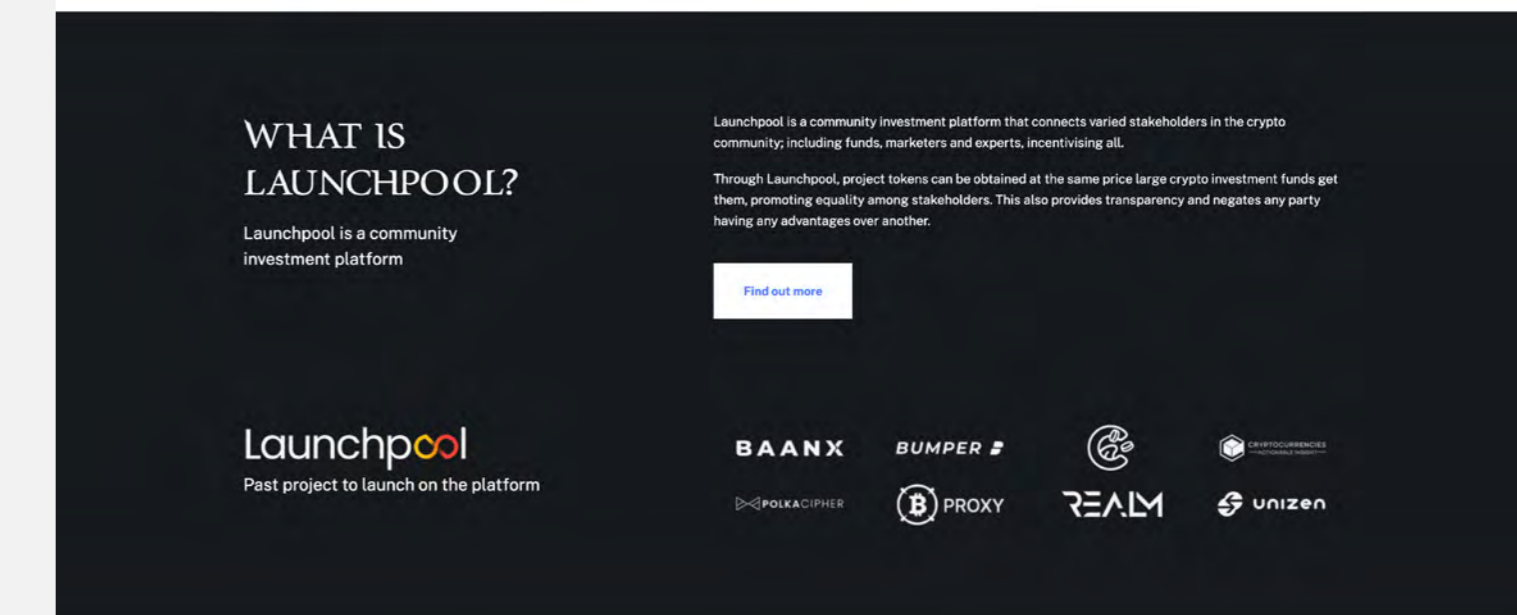 WHAT IS
LAUNCHPOOL?
Launchpool is a community
investment platform
Launchpool is a community investment platform that connects varied stakeholders in the crypto
community; including funds, marketers and experts, incentivising all.
Through Launchpool, project tokens can be obtained at the same price large crypto investment funds get
them, promoting equality among stakeholders. This also provides transparency and negates any party
having any advantages over another.
Find out more
Launchpool
Past project to launch on the platform
BAANX
BUMPER
CRYPTOCURRENCIES
ACTIONABLE INSIGHT
POLKACIPHER
PROXY
REALM
unizen